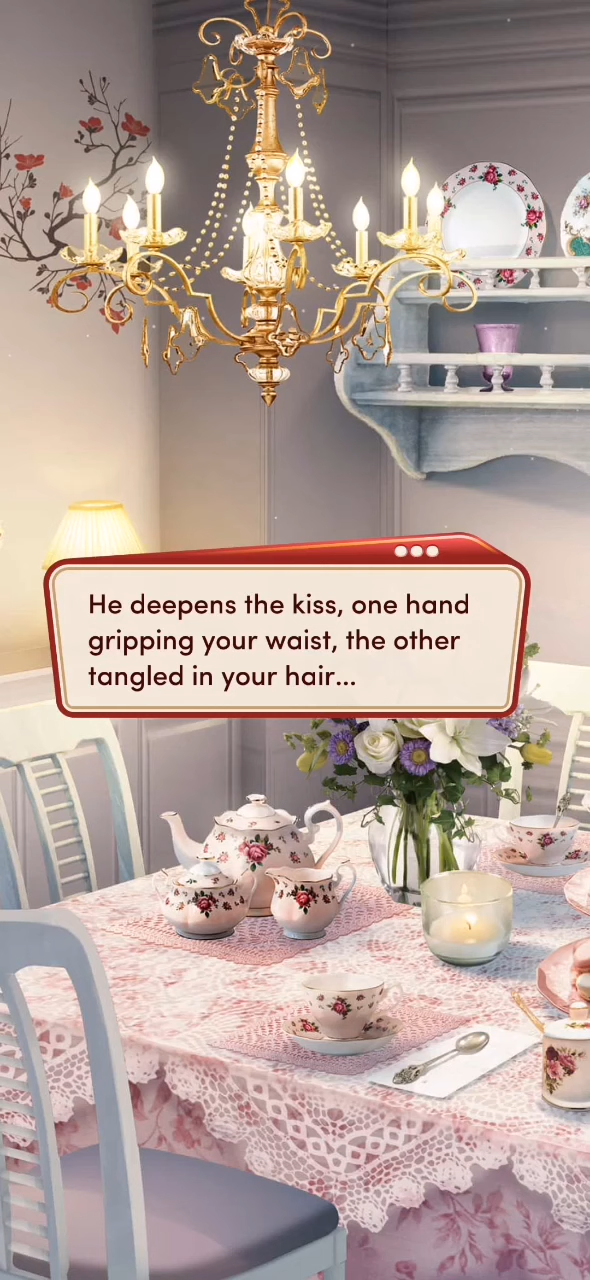 He deepens the kiss, one hand
gripping your waist, the other
tangled in your hair...